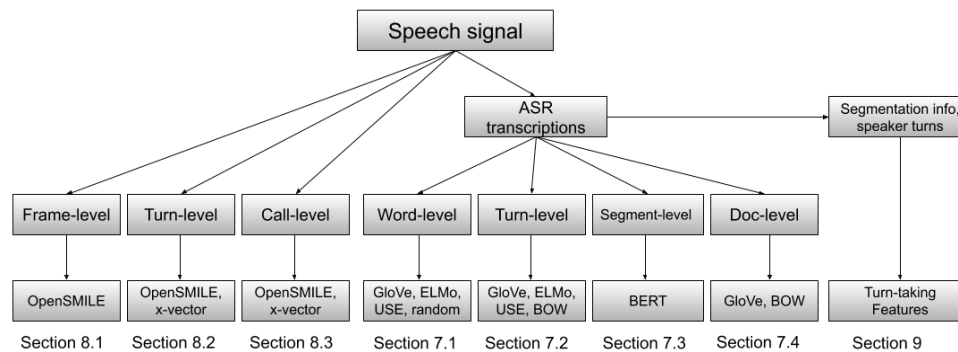 Speech signal
ASR
transcriptions
Segmentation info,
speaker turns
Frame-level
Turn-level
Call-level
Word-level
Turn-level
Segment-level
Doc-level
OpenSMILE
OpenSMILE,
x-vector
OpenSMILE,
x-vector
GloVe, ELMo,
USE, random
GloVe, ELMo,
USE, BOW
BERT
GloVe, BOW
Turn-taking
Features
Section 8.1
Section 8.2
Section 8.3
Section 7.1
Section 7.2
Section 7.3
Section 7.4
Section 9